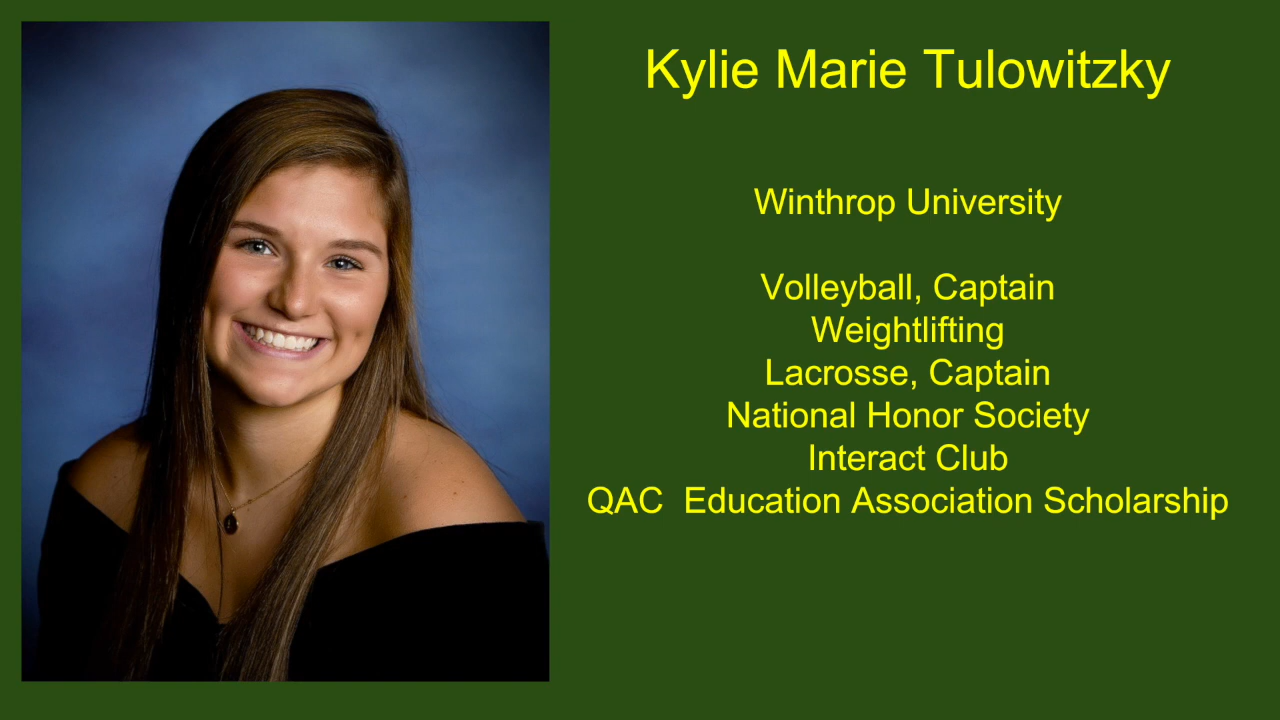 Kylie Marie Tulowitzky
Winthrop University
Volleyball, Captain
Weightlifting
Lacrosse, Captain
National Honor Society
Interact Club
QAC  Education Association Scholarship